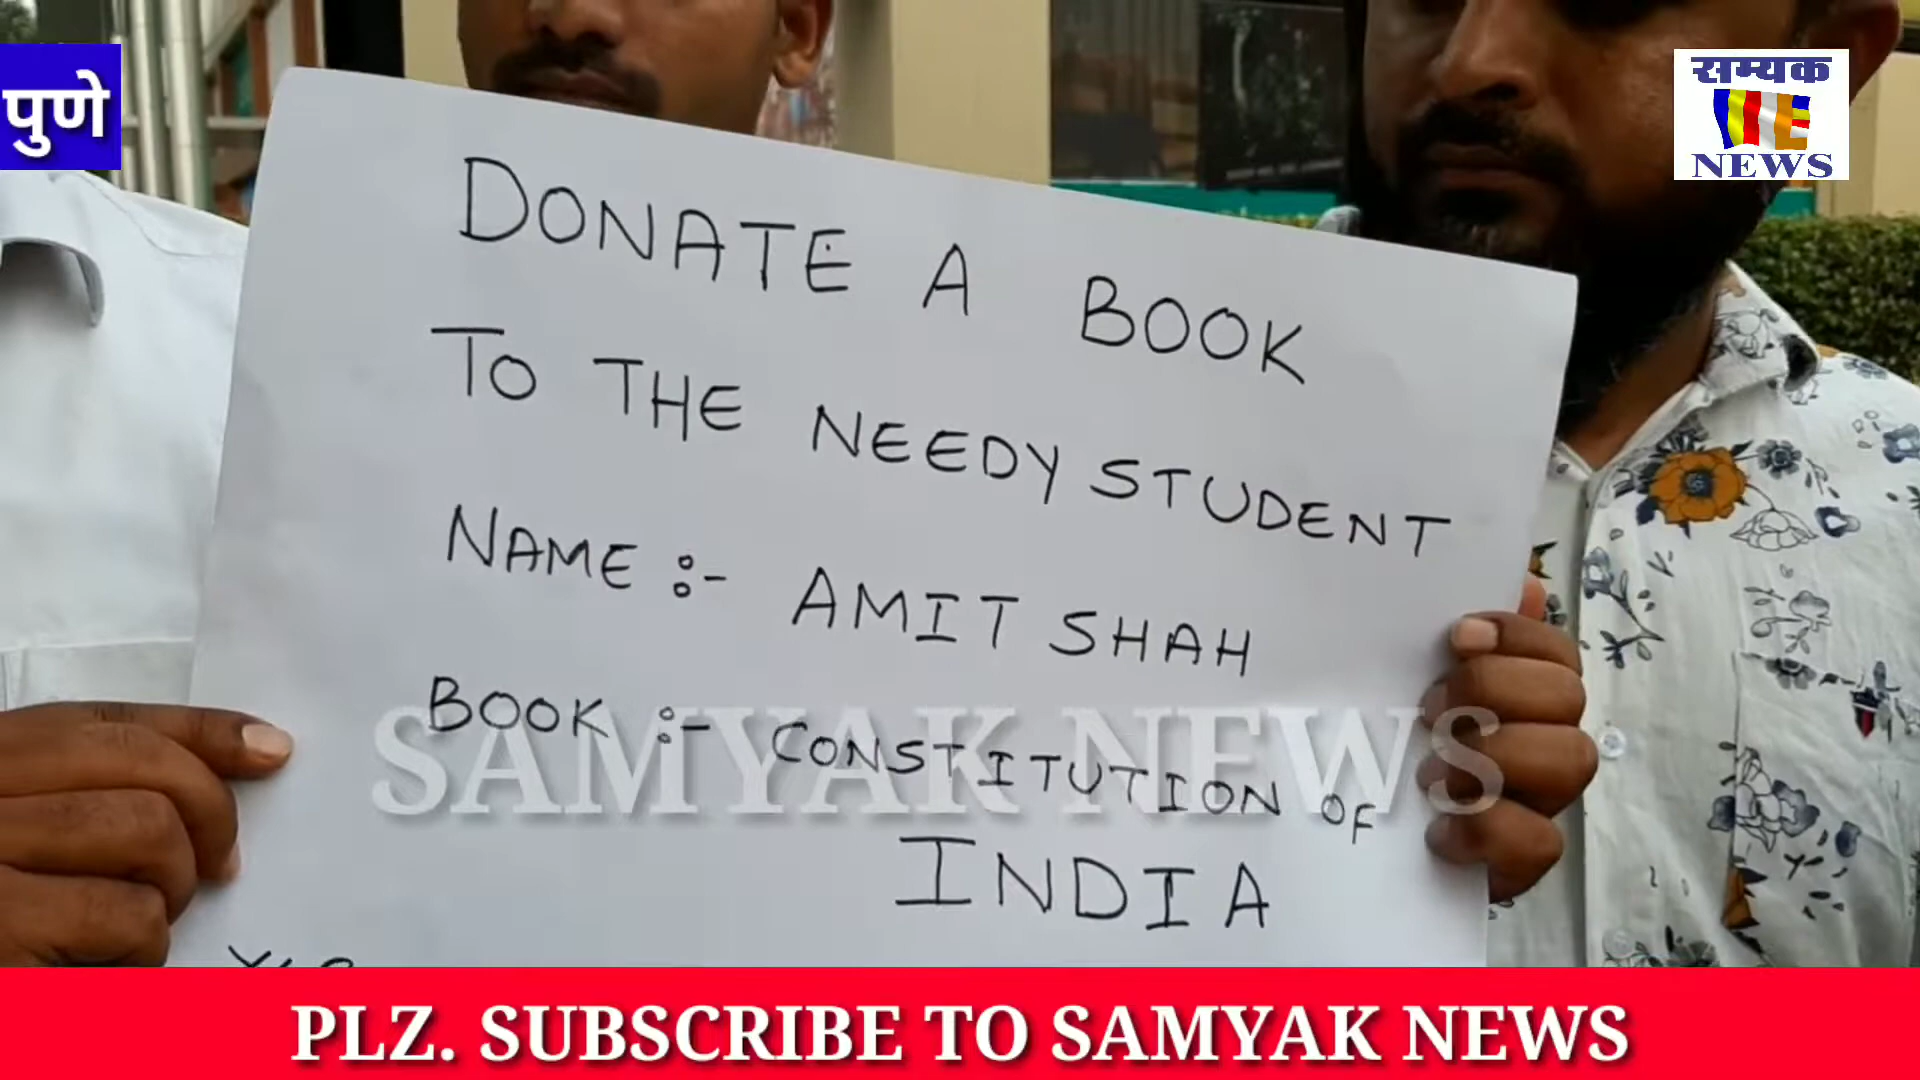 पुणे
सम्यक
NEWS
DONATE A BOOK
TO THE NEEDY STUDENT
NAME :- AMIT SHAH
BOOK :- CONSTITUTION OF
INDIA
SAMYAK NEWS
PLZ. SUBSCRIBE TO SAMYAK NEWS